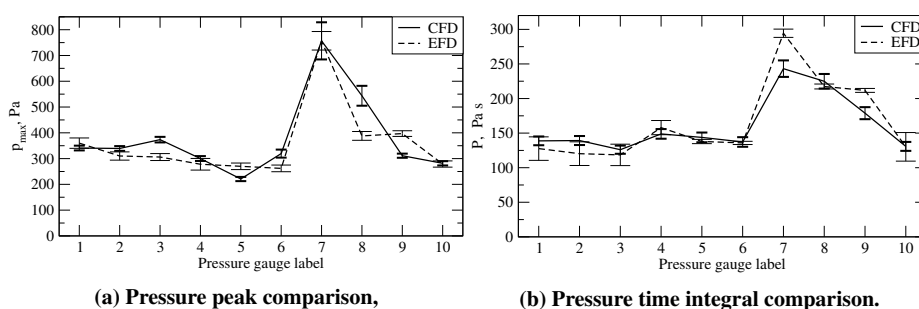 CFD
EFD
800
700
600
500
400
300
200
100
0
p_max, Pa
1 2 3 4 5 6 7 8 9 10
Pressure gauge label
(a) Pressure peak comparison,
CFD
EFD
300
250
200
150
100
50
0
P, Pa s
1 2 3 4 5 6 7 8 9 10
Pressure gauge label
(b) Pressure time integral comparison.